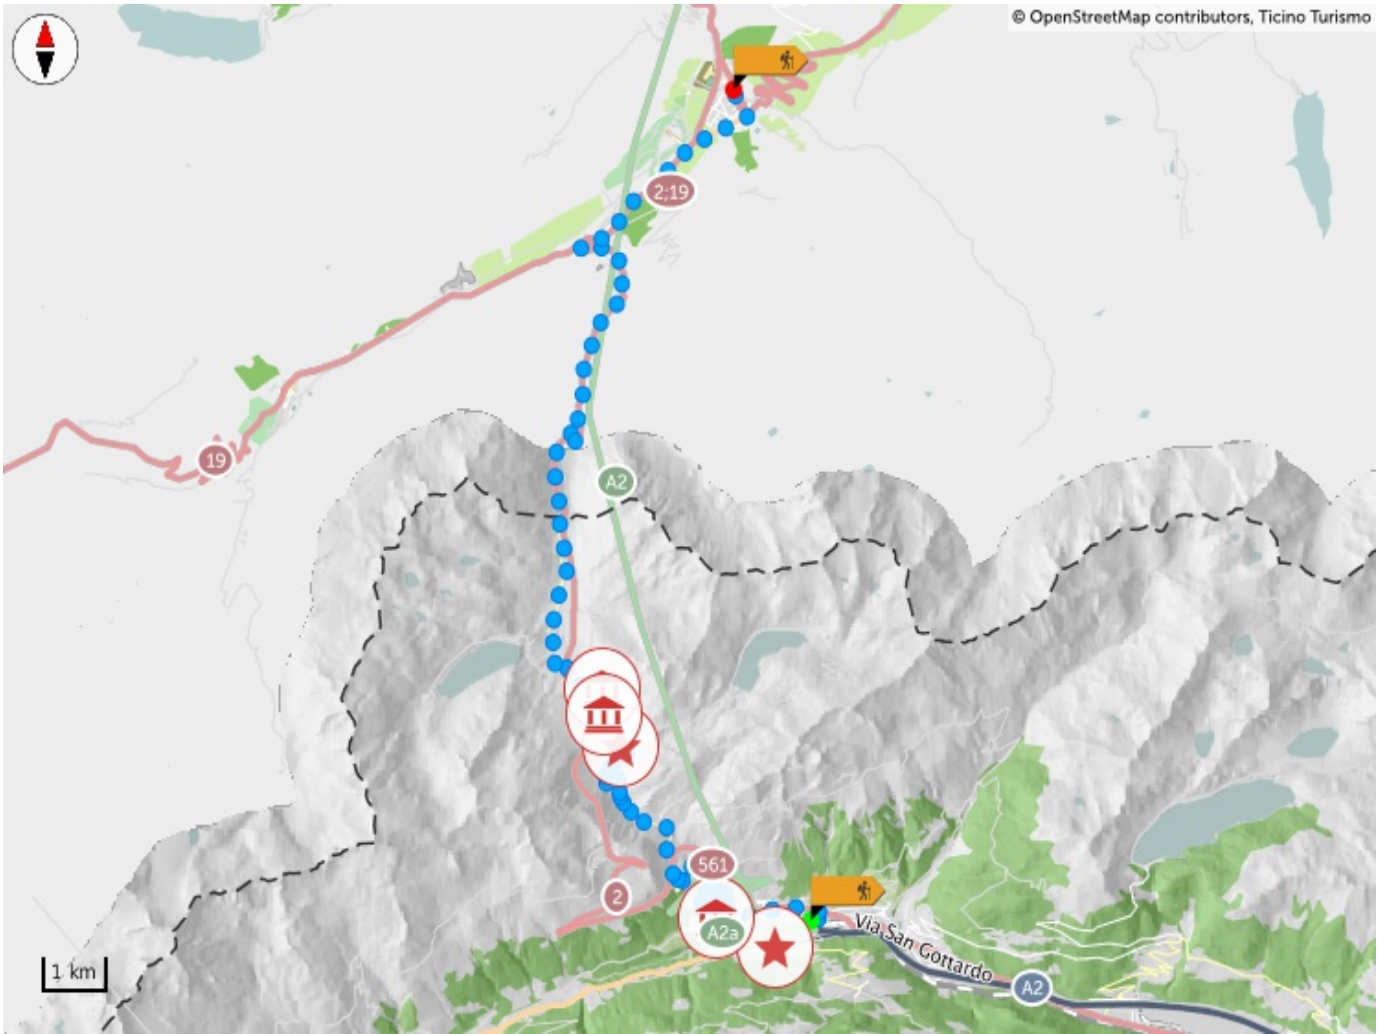 © OpenStreetMap contributors, Ticino Turismo
2;19
19
A2
561
2
A2a
Via San Gottardo
A2
1 km